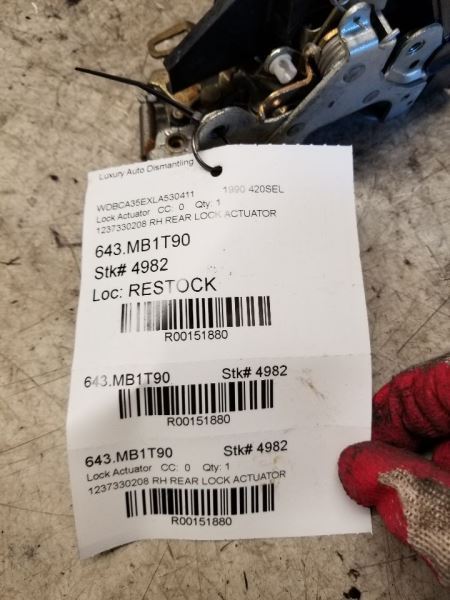 Luxury Auto Dismantling
WDBCA35EXLA530411 1990 420SEL
Lock Actuator CC: 0 Qty: 1
1237330208 RH REAR LOCK ACTUATOR
643.MB1T90
Stk# 4982
Loc: RESTOCK
R00151880
643.MB1T90 Stk# 4982
R00151880
643.MB1T90 Stk# 4982
Lock Actuator CC: 0 Qty: 1
1237330208 RH REAR LOCK ACTUATOR
R00151880